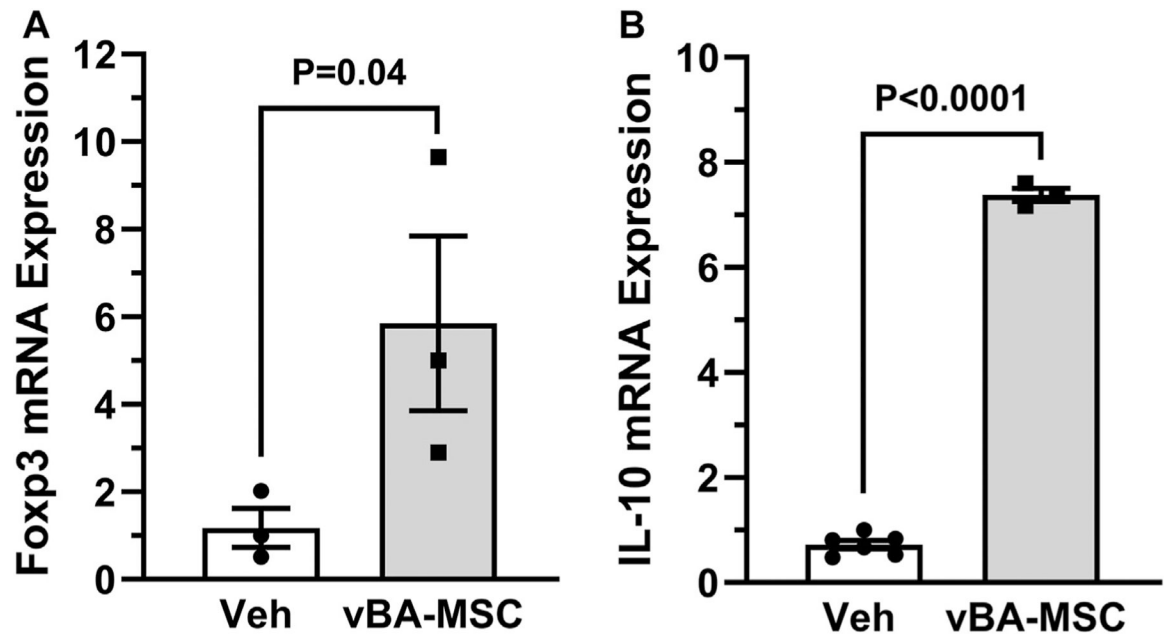 A
Foxp3 mRNA Expression
12
10
8
6
4
2
0
P=0.04
Veh
vBA-MSC
B
IL-10 mRNA Expression
10
8
6
4
2
0
P<0.0001
Veh
vBA-MSC